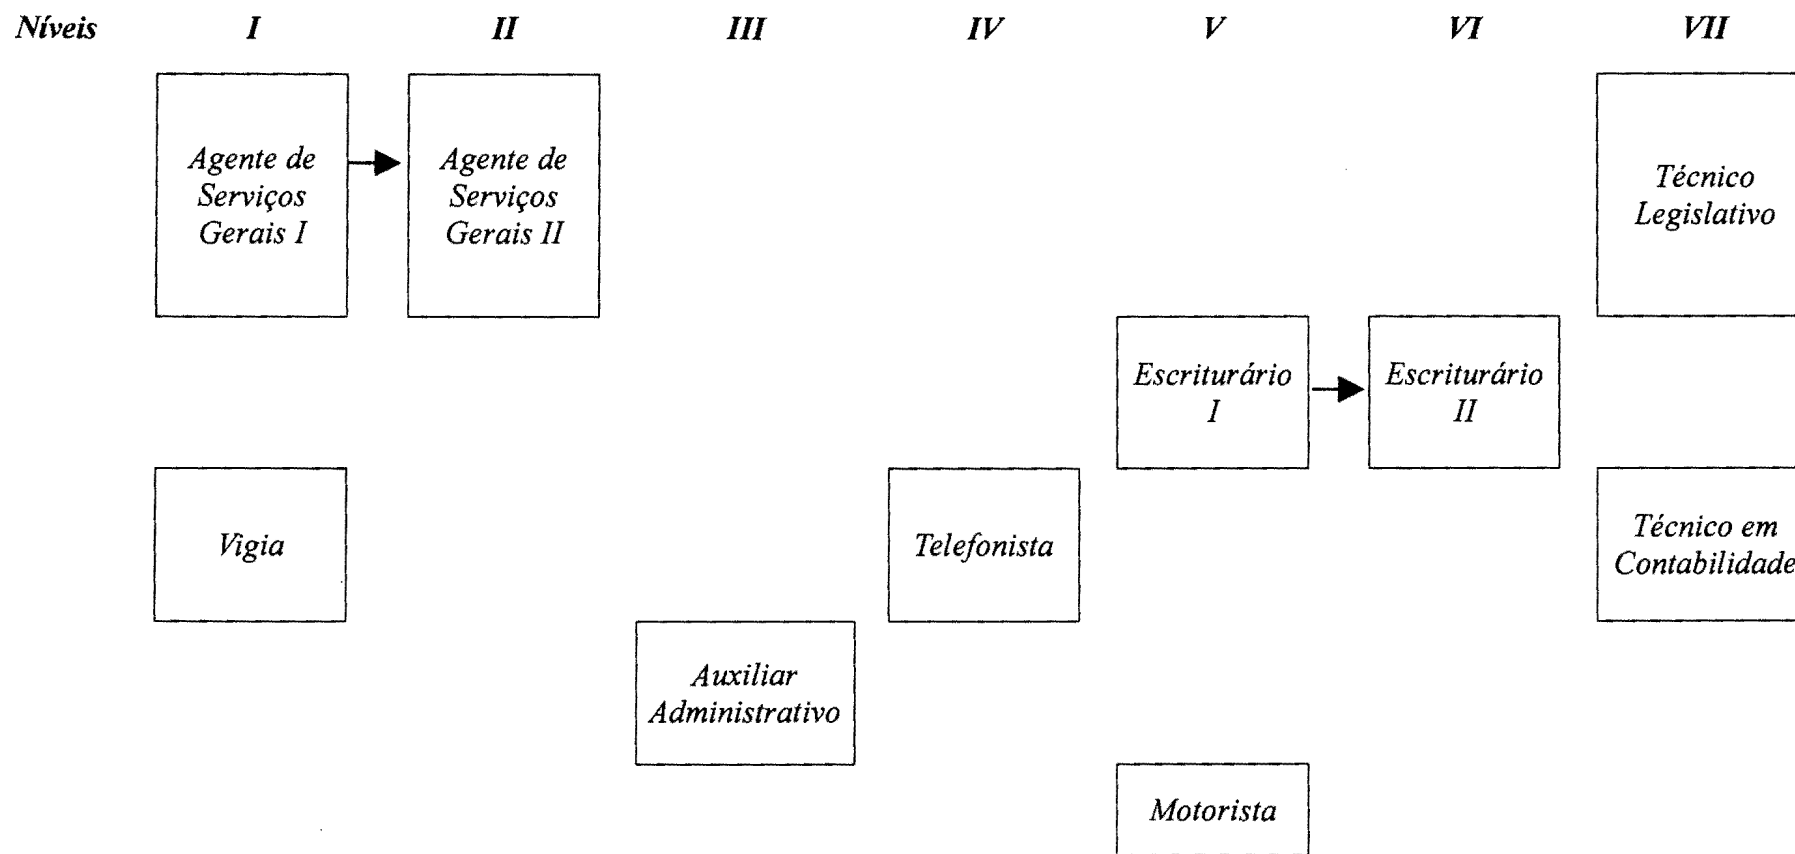 Níveis I II III IV V VI VII
Agente de
Serviços
Gerais I
Agente de
Serviços
Gerais II
Técnico
Legislativo
Escriturário
I
Escriturário
II
Vigia
Telefonista
Técnico em
Contabilidade
Auxiliar
Administrativo
Motorista